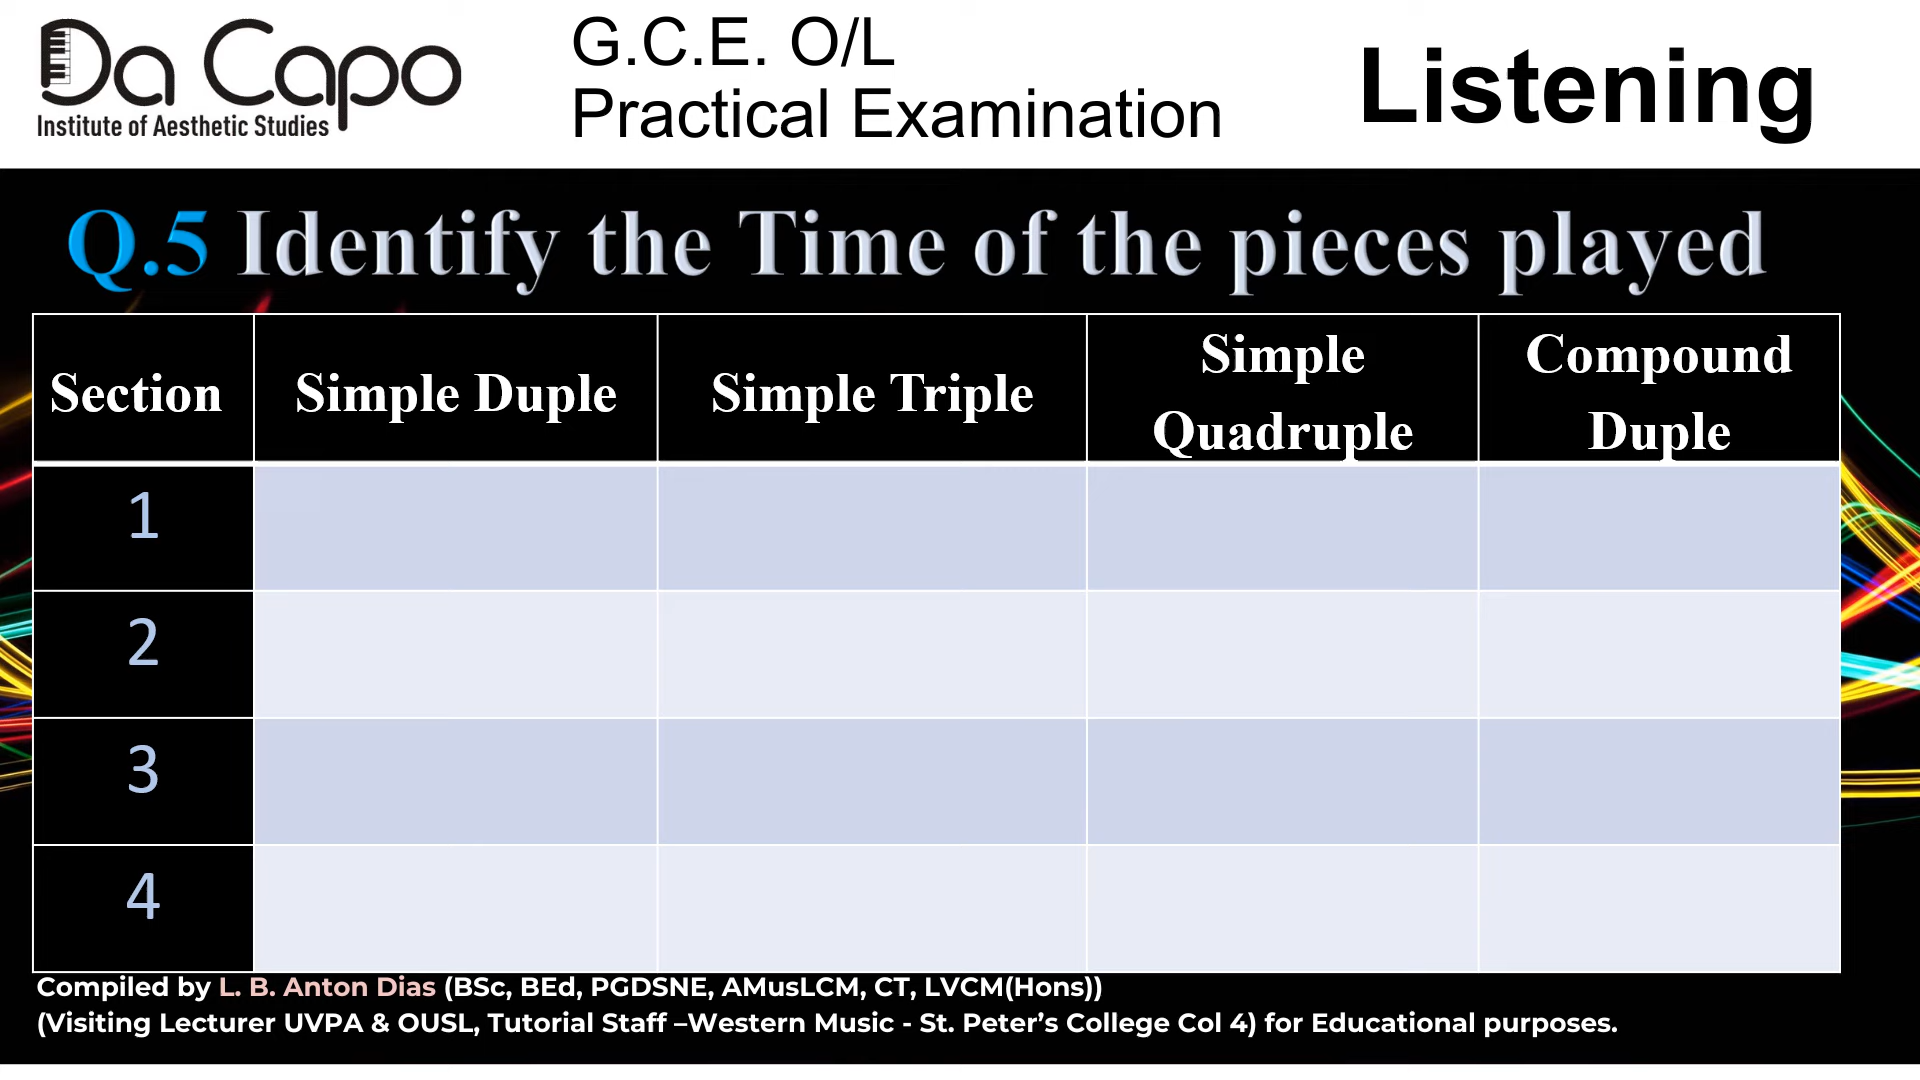 Da Capo
Institute of Aesthetic Studies
G.C.E. O/L
Practical Examination
Listening
Q.5 Identify the Time of the pieces played
Section
Simple Duple
Simple Triple
Simple
Quadruple
Compound
Duple
1
2
3
4
Compiled by L. B. Anton Dias (BSc, BEd, PGDSNE, AMusLCM, CT, LVCM(Hons))
(Visiting Lecturer UVPA & OUSL, Tutorial Staff –Western Music - St. Peter’s College Col 4) for Educational purposes.